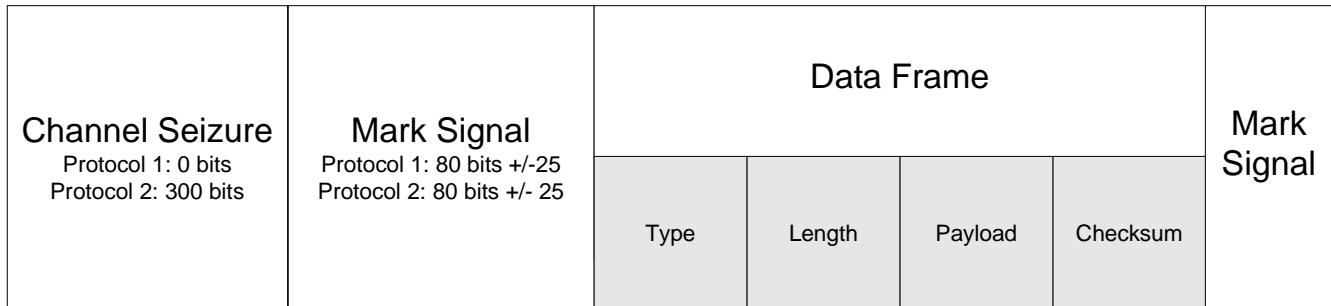 Channel Seizure
Protocol 1: 0 bits
Protocol 2: 300 bits
Mark Signal
Protocol 1: 80 bits +/-25
Protocol 2: 80 bits +/- 25
Data Frame
Type
Length
Payload
Checksum
Mark
Signal